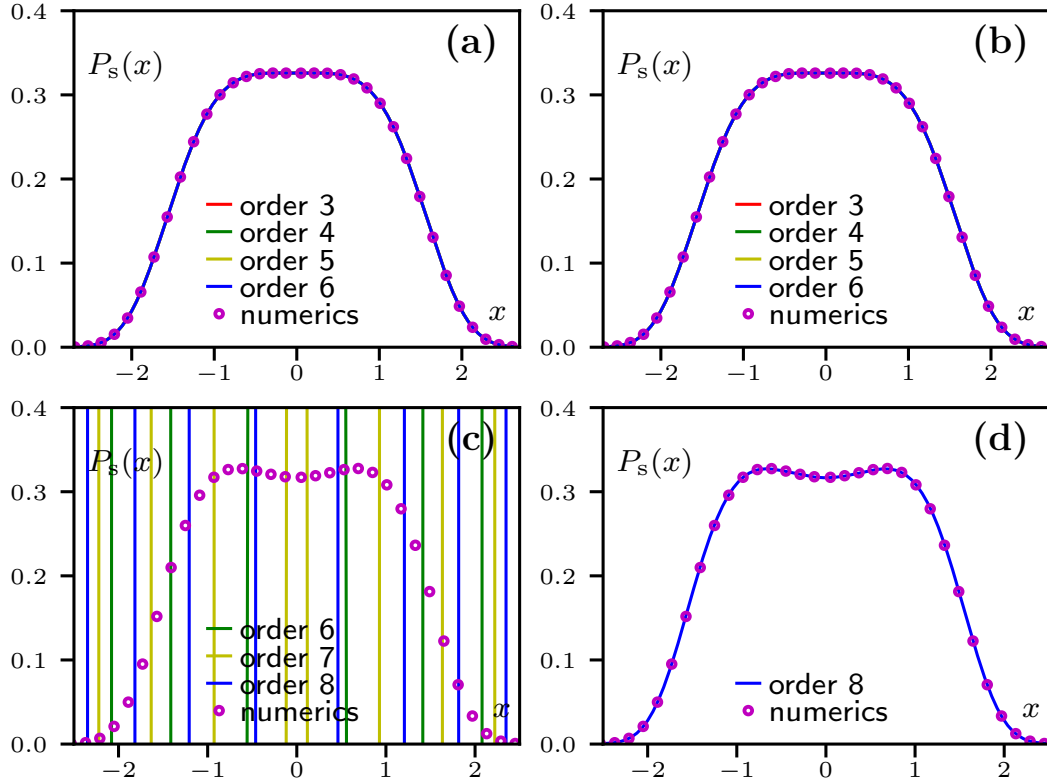 0.4
(a)
Pₛ(x)
0.3
0.2
order 3
order 4
0.1
order 5
order 6
numerics
x
0.0
−2 −1 0 1 2
0.4
(b)
Pₛ(x)
0.3
0.2
order 3
order 4
0.1
order 5
order 6
numerics
x
0.0
−2 −1 0 1 2
0.4
(c)
Pₛ(x)
0.3
0.2
order 6
0.1
order 7
order 8
numerics
x
0.0
−2 −1 0 1 2
0.4
(d)
Pₛ(x)
0.3
0.2
0.1
order 8
numerics
x
0.0
−2 −1 0 1 2